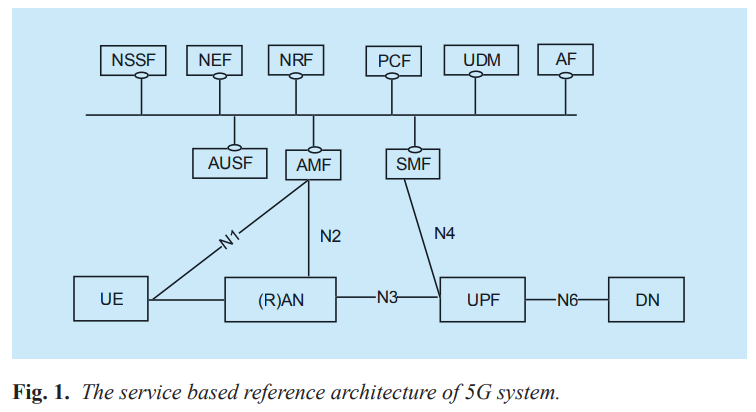 NSSF NEF NRF PCF UDM AF
AUSF AMF SMF
N1 N2 N4
UE (R)AN N3 UPF N6 DN
Fig. 1. The service based reference architecture of 5G system.